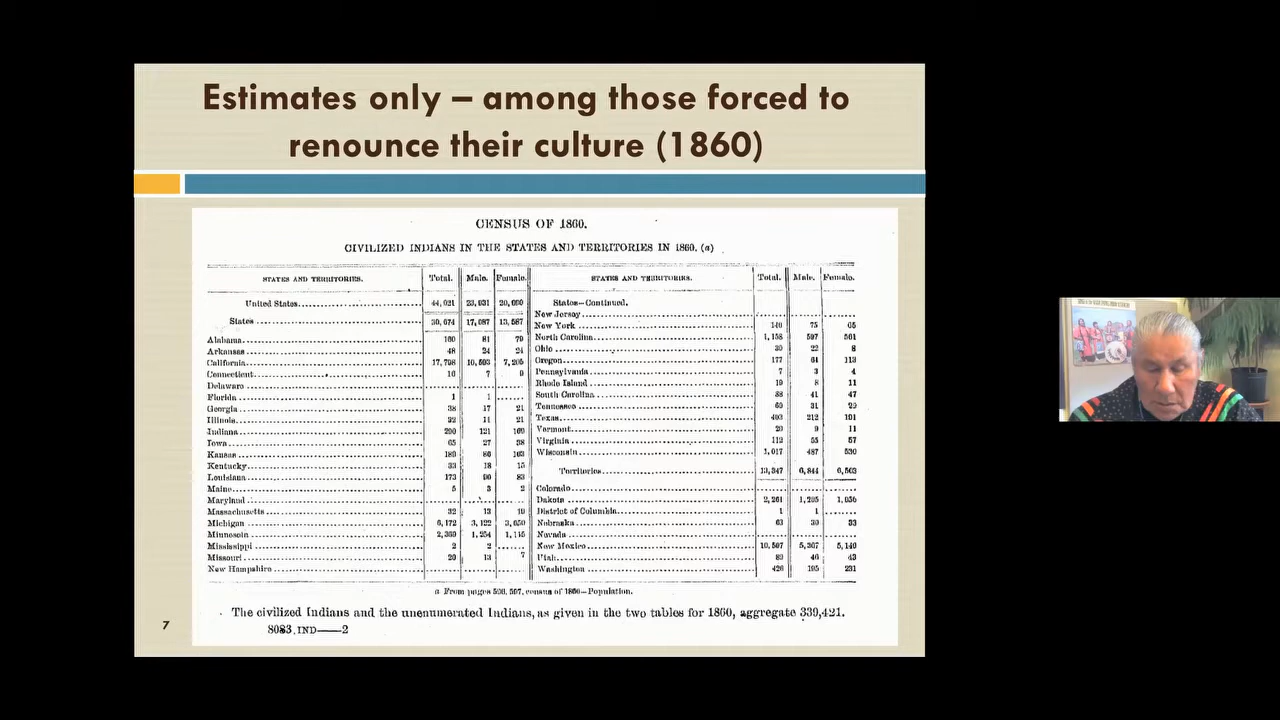 Estimates only – among those forced to
renounce their culture (1860)
CENSUS OF 1860.
CIVILIZED INDIANS IN THE STATES AND TERRITORIES IN 1860. (a)
STATES AND TERRITORIES. Total. Male. Female.
United States 44,021 23,931
States 30,674 17,087 13,587
Alabama 160 81 79
Arkansas 48 24 24
California 17,798 10,593 7,205
Connecticut 16 7 9
Delaware
Florida 1 1
Georgia 38 17 21
Illinois 32 11 21
Indiana 290 121 169
Iowa 65 27 38
Kansas 189 86 103
Kentucky 33 18 15
Louisiana 173 90 83
Maine 5 3 2
Maryland
Massachusetts 32 13 19
Michigan 6,172 3,122 3,050
Minnesota 2,369 1,254 1,115
Mississippi 2 2
Missouri 20 13 7
New Hampshire
STATES AND TERRITORIES. Total. Male. Female.
States—Continued.
New Jersey
New York 140 75 65
North Carolina 1,158 597 561
Ohio 30 22 8
Oregon 177 64 113
Pennsylvania 7 3 4
Rhode Island 19 8 11
South Carolina 88 41 47
Tennessee 60 31 29
Texas 403 212 191
Vermont 20 9 11
Virginia 112 55 57
Wisconsin 1,017 487 530
Territories 13,347 6,844 6,503
Colorado
Dakota 2,261 1,205 1,056
District of Columbia 1 1
Nebraska 63 30 33
Nevada
New Mexico 10,507 5,367 5,140
Utah 89 46 43
Washington 426 195 231
a From pages 596, 597, census of 1860—Population.
The civilized Indians and the unenumerated Indians, as given in the two tables for 1860, aggregate 339,421.
8083, IND——2
7